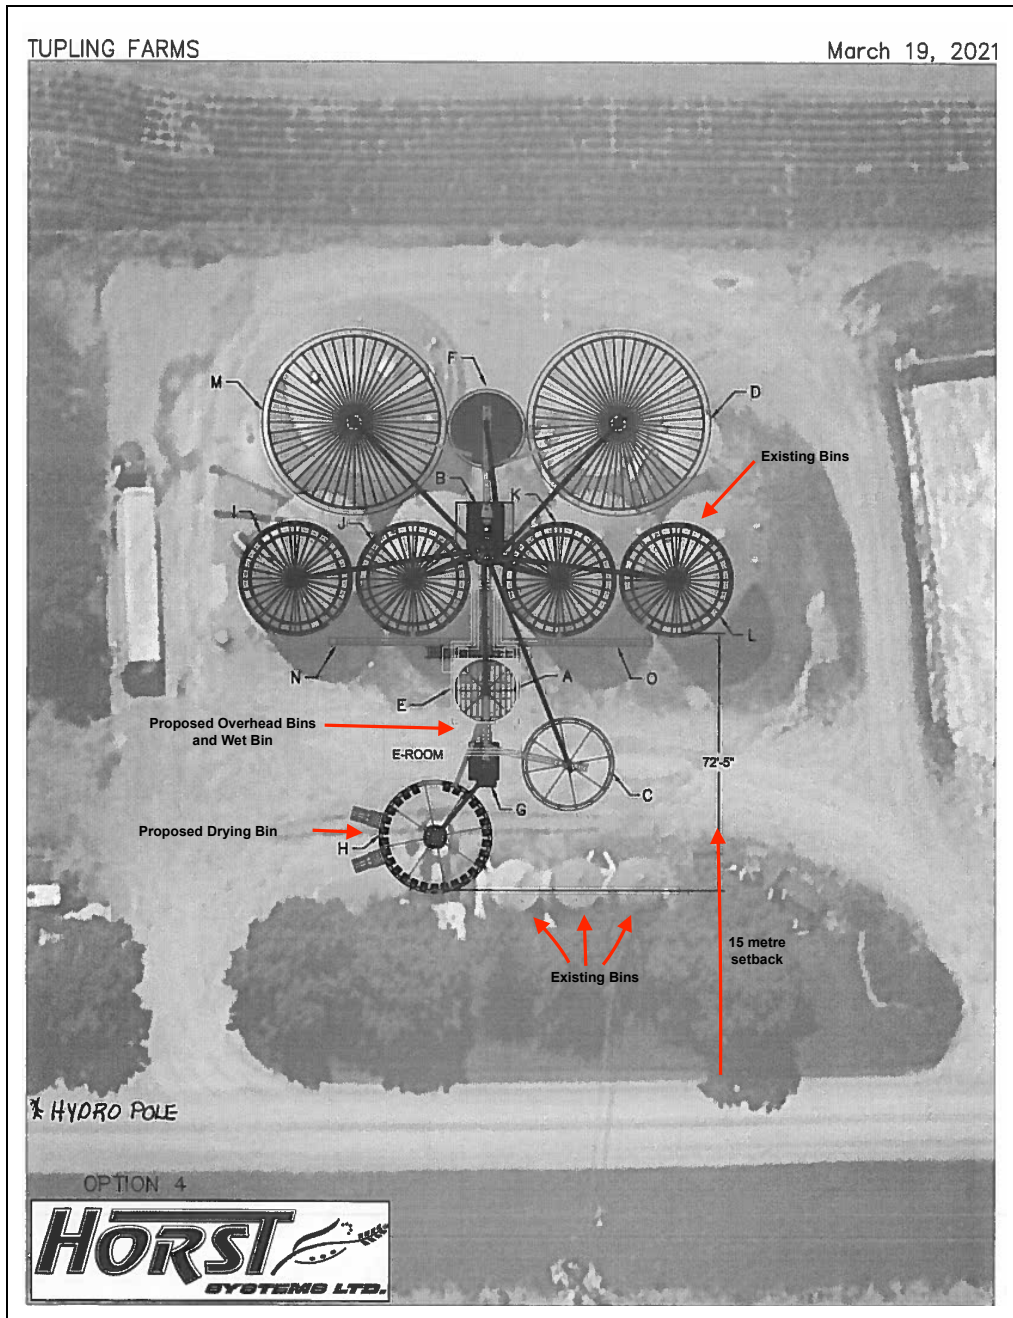 TUPLING FARMS
March 19, 2021
F
M
D
Existing Bins
B
K
I
J
L
N
A
O
E
Proposed Overhead Bins
and Wet Bin
E-ROOM
72'-5"
C
G
Proposed Drying Bin
H
15 metre
setback
Existing Bins
* HYDRO POLE
OPTION 4
HORST
SYSTEMS LTD.